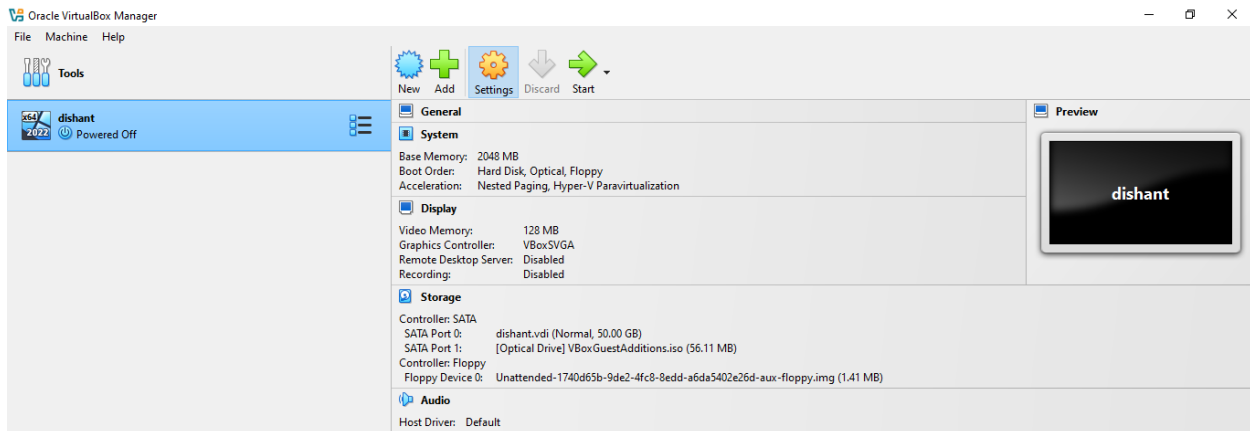 Oracle VirtualBox Manager
File Machine Help
Tools
New Add Settings Discard Start
x64
2022
dishant
Powered Off
General
System
Base Memory: 2048 MB
Boot Order: Hard Disk, Optical, Floppy
Acceleration: Nested Paging, Hyper-V Paravirtualization
Display
Video Memory: 128 MB
Graphics Controller: VBoxSVGA
Remote Desktop Server: Disabled
Recording: Disabled
Storage
Controller: SATA
SATA Port 0: dishant.vdi (Normal, 50.00 GB)
SATA Port 1: [Optical Drive] VBoxGuestAdditions.iso (56.11 MB)
Controller: Floppy
Floppy Device 0: Unattended-1740d65b-9de2-4fc8-8edd-a6da5402e26d-aux-floppy.img (1.41 MB)
Audio
Host Driver: Default
Preview
dishant